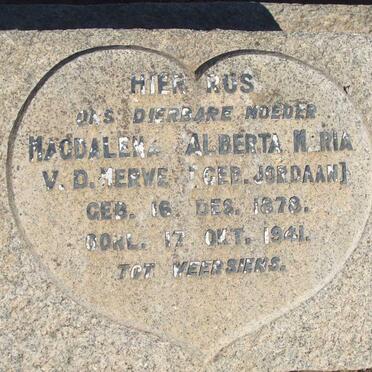 HIER RUS
ONS DIERBARE MOEDER
MAGDALENA ALBERTA MARIA
V.D. MERWE [GEB. JORDAAN]
GEB. 16 DES. 1878.
OORL. 17 OKT. 1941.
TOT WEERSIENS.